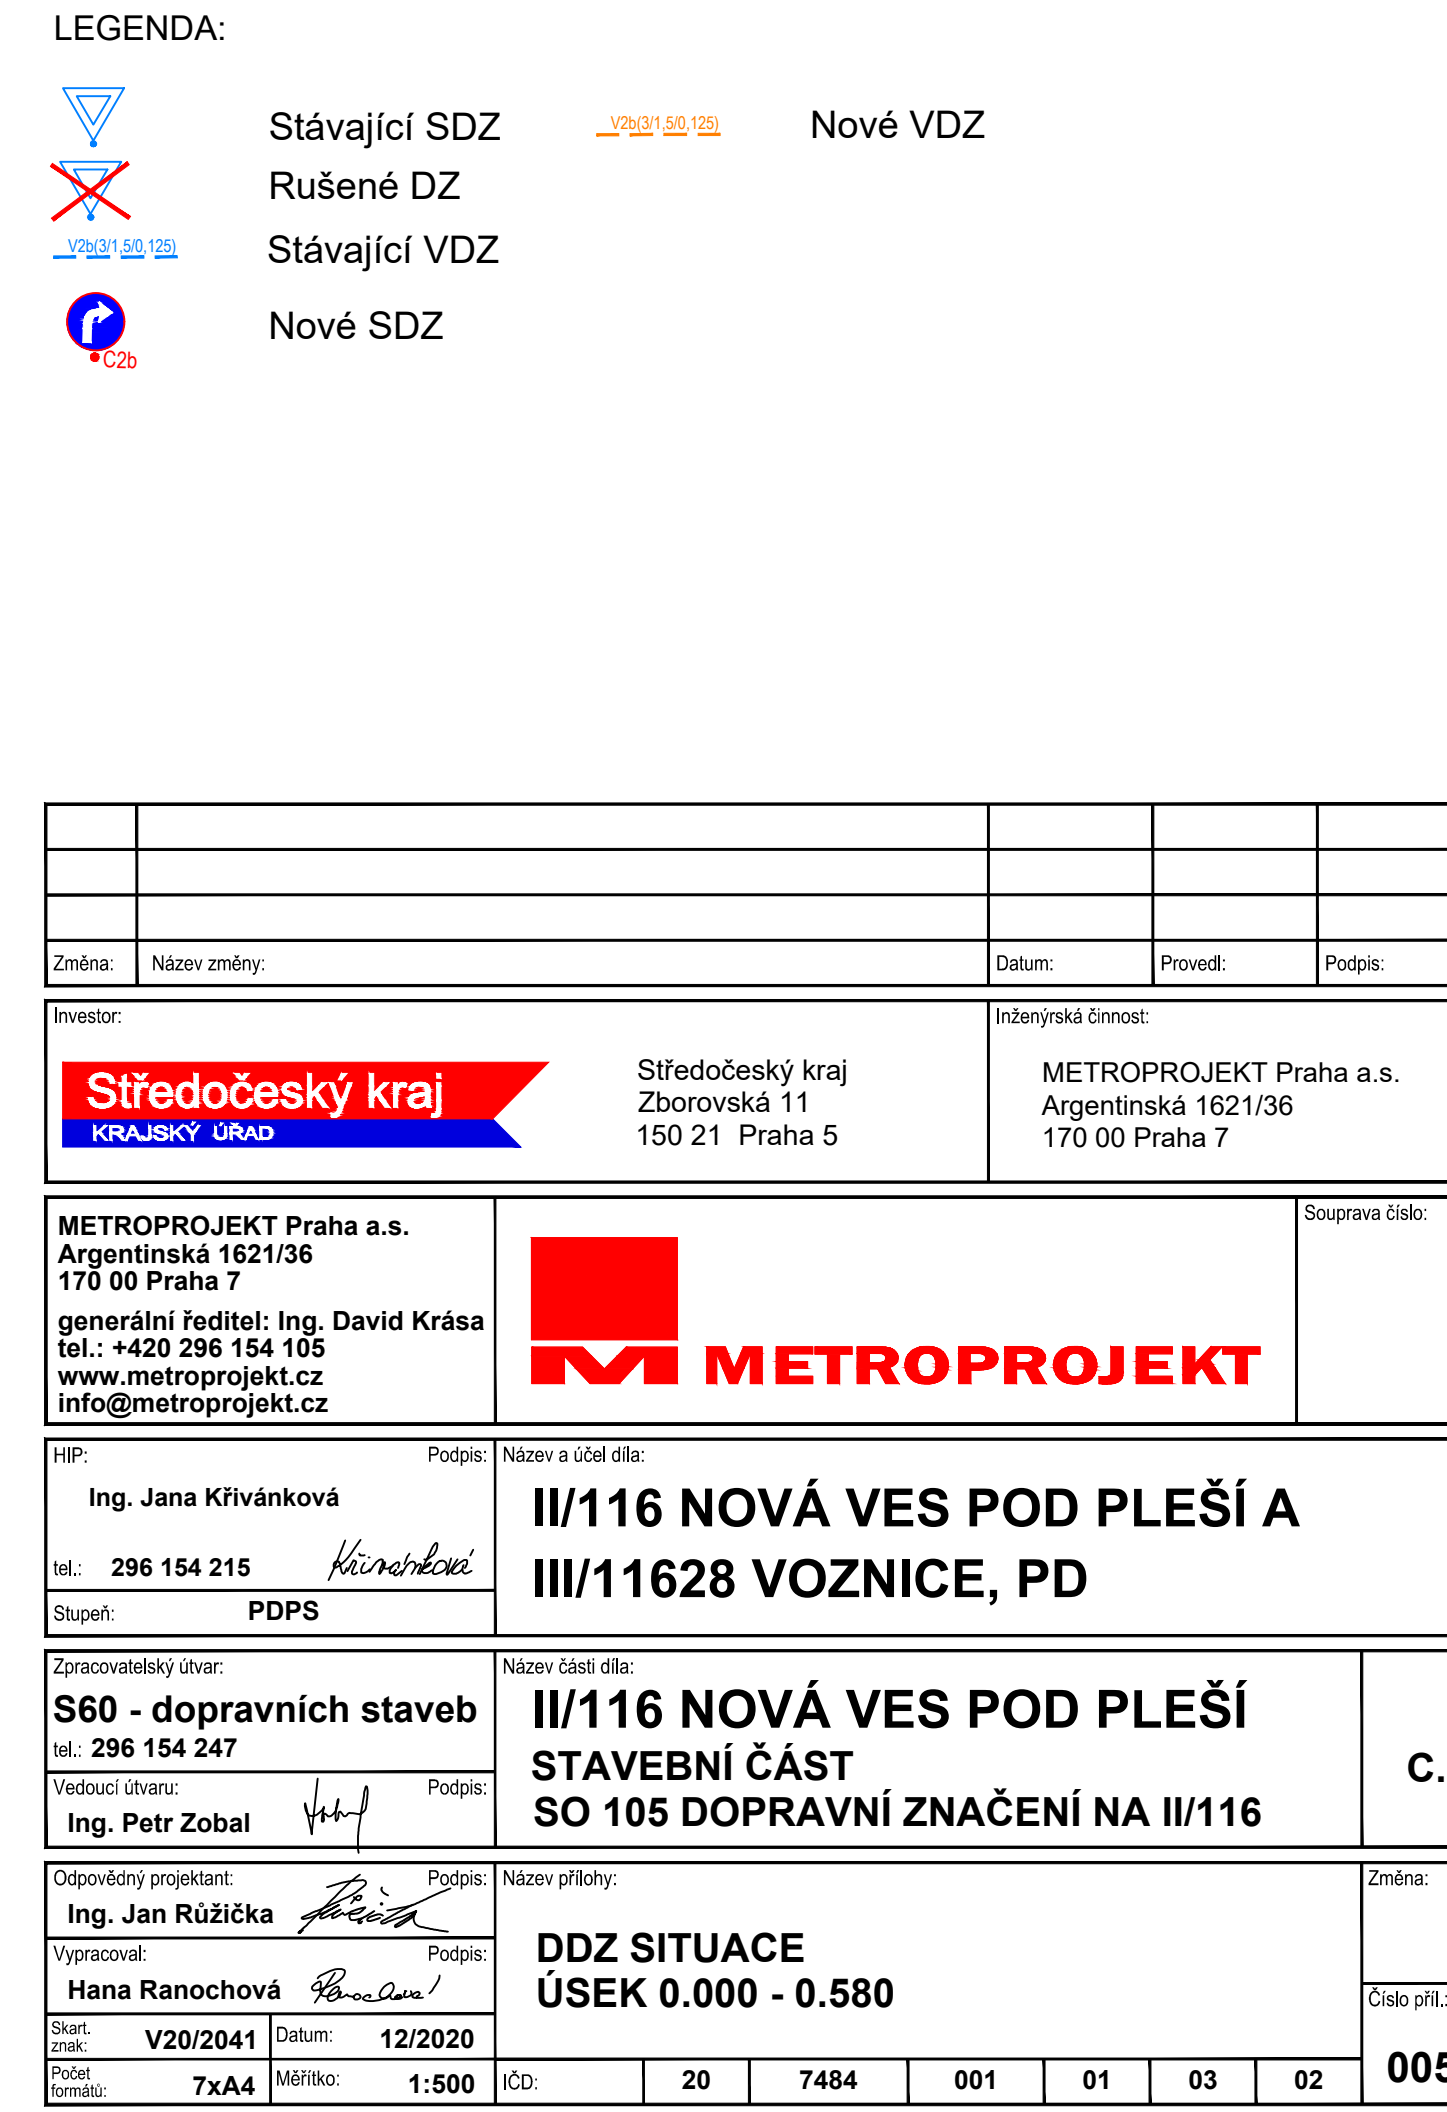 LEGENDA:
Stávající SDZ
V2b(3/1,5/0,125)
Nové VDZ
Rušené DZ
V2b(3/1,5/0,125)
Stávající VDZ
C2b
Nové SDZ
Změna: Název změny: Datum: Provedl: Podpis:
Investor:
Středočeský kraj
KRAJSKÝ ÚŘAD
Středočeský kraj
Zborovská 11
150 21 Praha 5
Inženýrská činnost:
METROPROJEKT Praha a.s.
Argentinská 1621/36
170 00 Praha 7
METROPROJEKT Praha a.s.
Argentinská 1621/36
170 00 Praha 7
generální ředitel: Ing. David Krása
tel.: +420 296 154 105
www.metroprojekt.cz
info@metroprojekt.cz
METROPROJEKT
Souprava číslo:
HIP: Podpis:
Ing. Jana Křivánková
tel.: 296 154 215 Křivánková
Stupeň: PDPS
Název a účel díla:
II/116 NOVÁ VES POD PLEŠÍ A
III/11628 VOZNICE, PD
Zpracovatelský útvar:
S60 - dopravních staveb
tel.: 296 154 247
Vedoucí útvaru: Podpis:
Ing. Petr Zobal
Název části díla:
II/116 NOVÁ VES POD PLEŠÍ
STAVEBNÍ ČÁST
SO 105 DOPRAVNÍ ZNAČENÍ NA II/116
C.
Odpovědný projektant: Podpis:
Ing. Jan Růžička
Vypracoval: Podpis:
Hana Ranochová
Skart. znak: V20/2041 Datum: 12/2020
Počet formátů: 7xA4 Měřítko: 1:500
Název přílohy:
DDZ SITUACE
ÚSEK 0.000 - 0.580
IČD: 20 7484 001 01 03 02
Změna:
Číslo příl.:
005